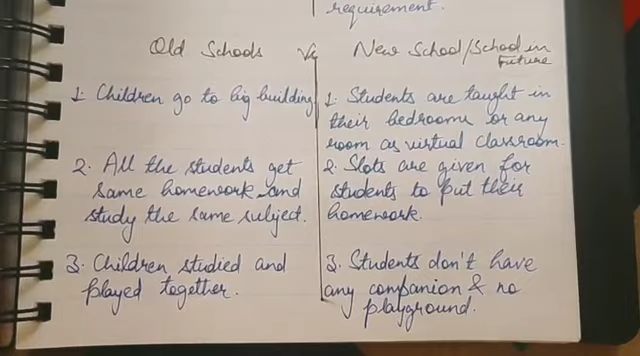 requirement.
Old Schools Vs New School/School in Future
1. Children go to big building
2. All the students get
same homework and
study the same subject.
3. Children studied and
played together.
1. Students are taught in
their bedrooms or any
room as virtual classroom.
2. Slots are given for
students to put their
homework.
3. Students don't have
any companion & no
playground.